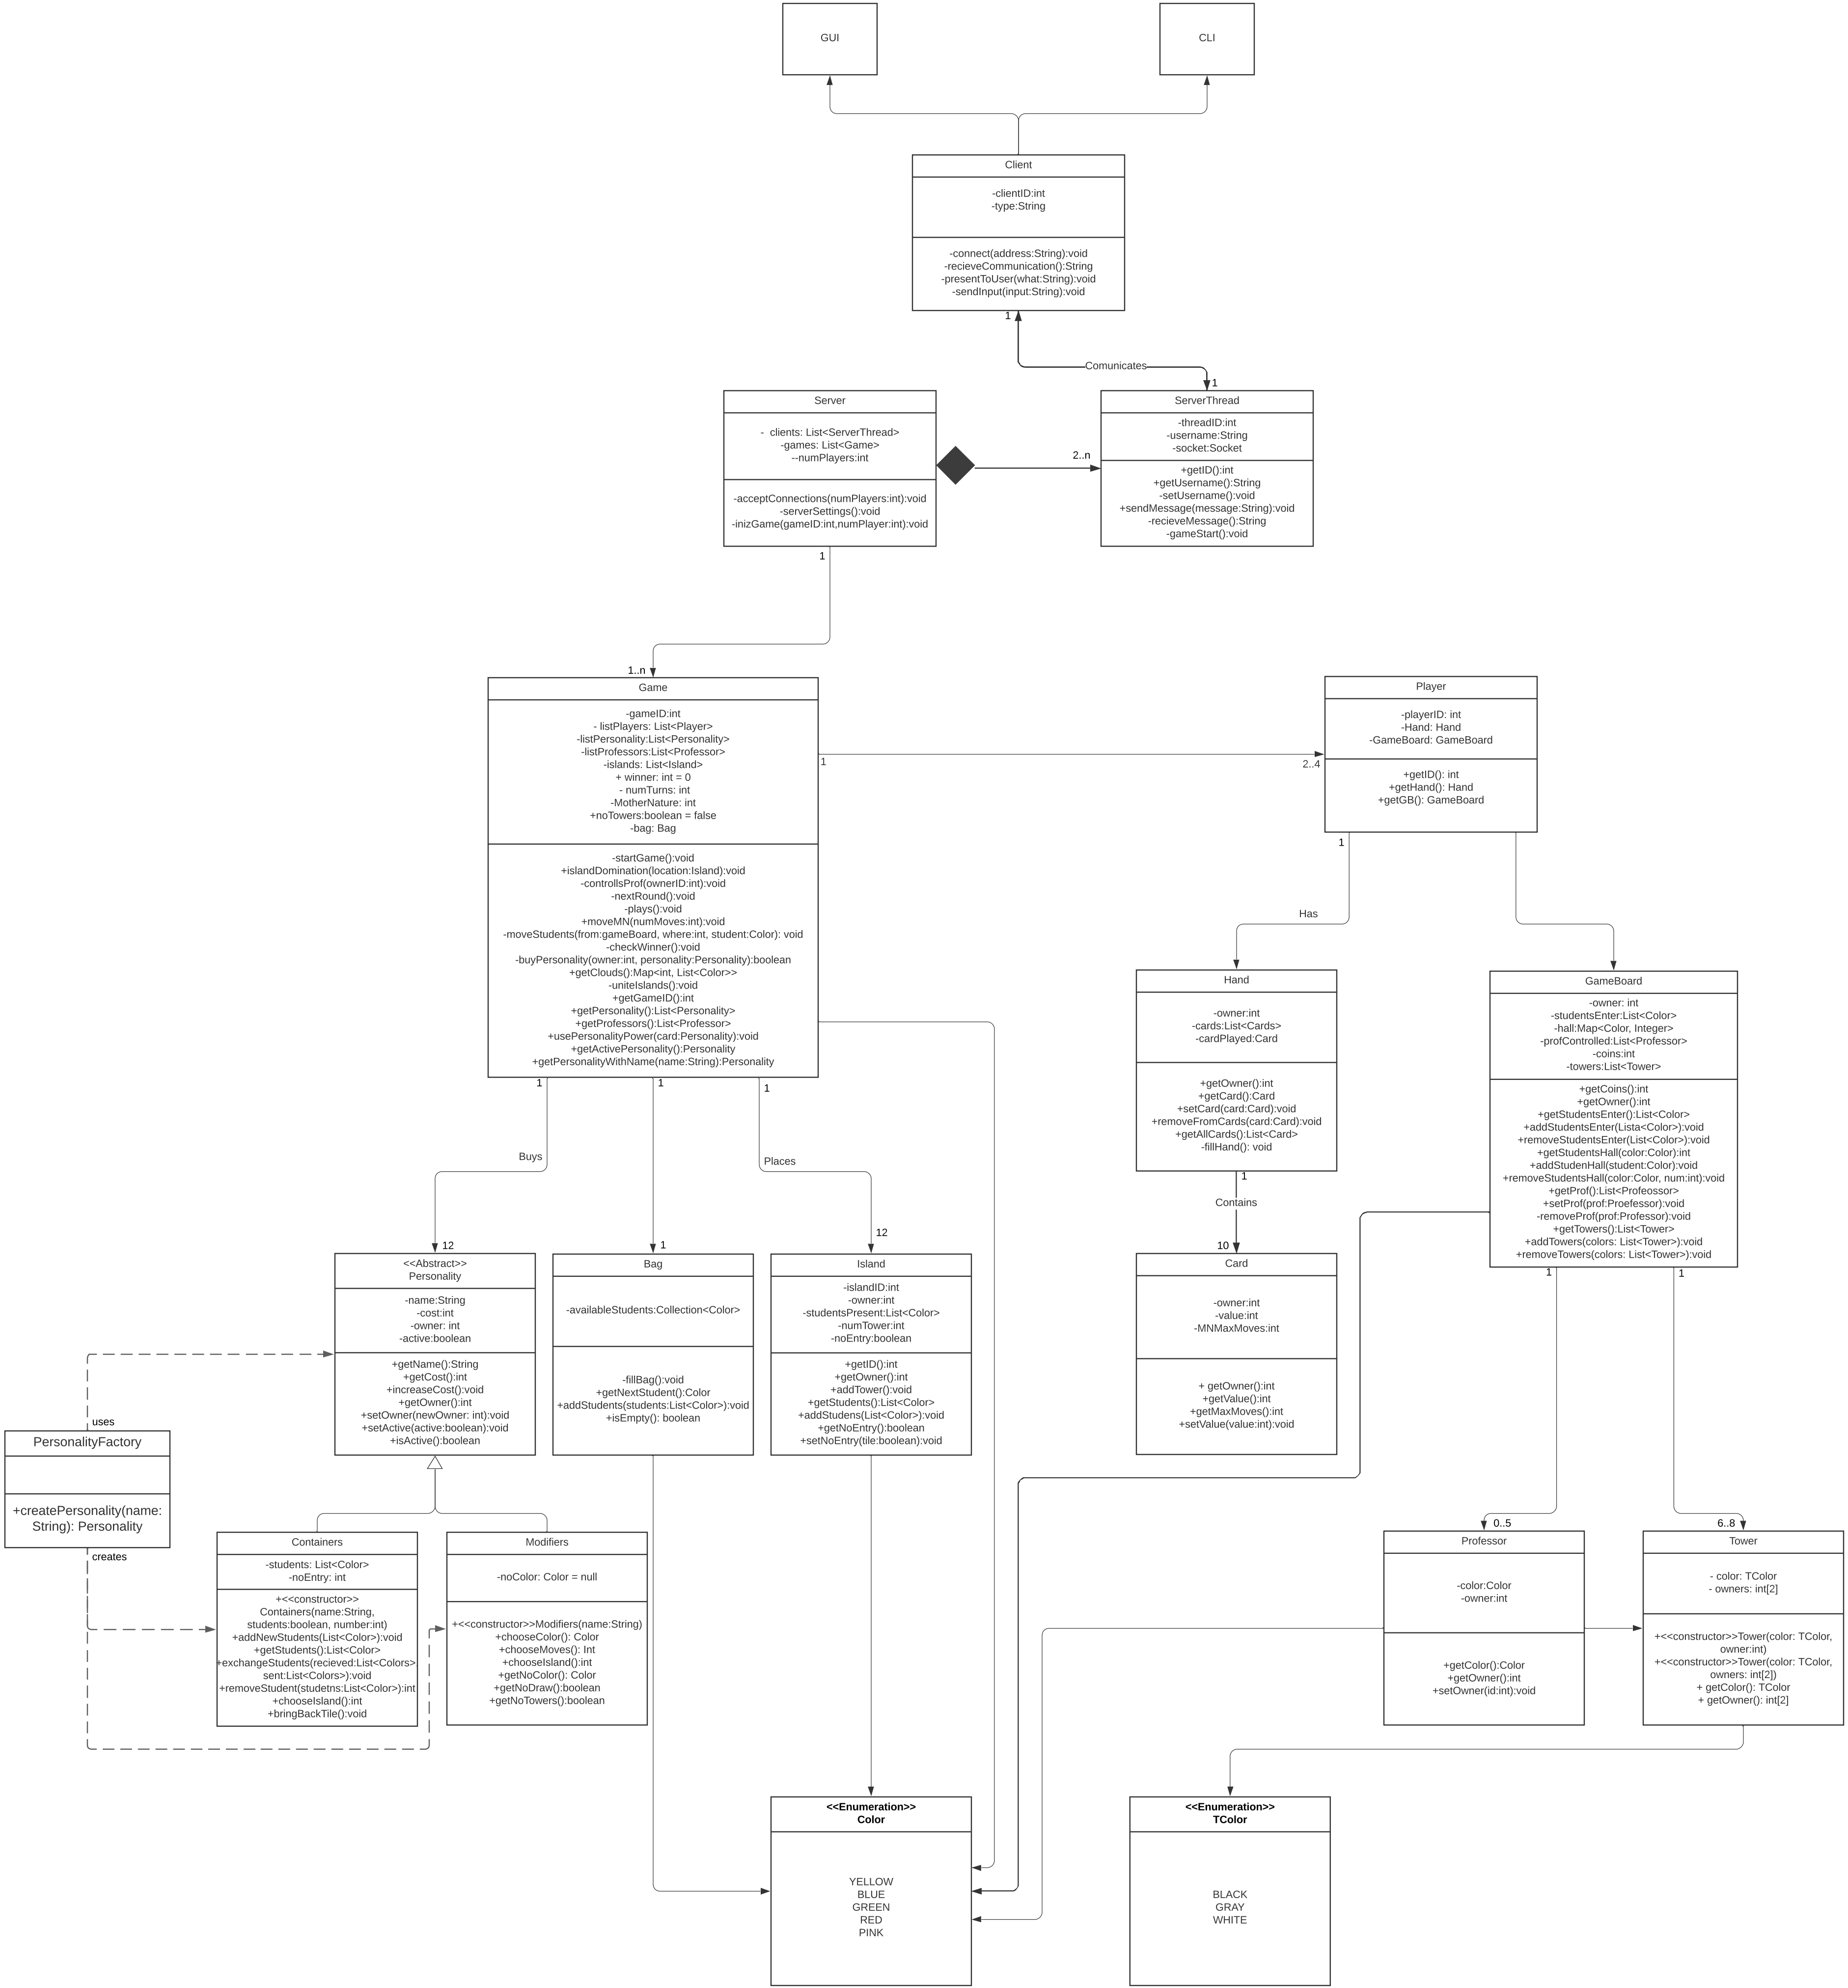 GUI
CLI
Client
-clientID:int
-type:String
-connect(address:String):void
-recieveCommunication():String
-presentToUser(what:String):void
-sendInput(input:String):void
1
Comunicates
1
Server
-  clients: List<ServerThread>
-games: List<Game>
--numPlayers:int
-acceptConnections(numPlayers:int):void
-serverSettings():void
-inizGame(gameID:int,numPlayer:int):void
2..n
ServerThread
-threadID:int
-username:String
-socket:Socket
+getID():int
+getUsername():String
-setUsername():void
+sendMessage(message:String):void
-recieveMessage():String
-gameStart():void
1
1..n
Game
-gameID:int
- listPlayers: List<Player>
-listPersonality:List<Personality>
-listProfessors:List<Professor>
-islands: List<Island>
+ winner: int = 0
- numTurns: int
-MotherNature: int
+noTowers:boolean = false
-bag: Bag
-startGame():void
+islandDomination(location:Island):void
-controllsProf(ownerID:int):void
-nextRound():void
-plays():void
+moveMN(numMoves:int):void
-moveStudents(from:gameBoard, where:int, student:Color): void
-checkWinner():void
-buyPersonality(owner:int, personality:Personality):boolean
+getClouds():Map<int, List<Color>>
-uniteIslands():void
+getGameID():int
+getPersonality():List<Personality>
+getProfessors():List<Professor>
+usePersonalityPower(card:Personality):void
+getActivePersonality():Personality
+getPersonalityWithName(name:String):Personality
1
2..4
Player
-playerID: int
-Hand: Hand
-GameBoard: GameBoard
+getID(): int
+getHand(): Hand
+getGB(): GameBoard
1
Has
Hand
-owner:int
-cards:List<Cards>
-cardPlayed:Card
+getOwner():int
+getCard():Card
+setCard(card:Card):void
+removeFromCards(card:Card):void
+getAllCards():List<Card>
-fillHand(): void
GameBoard
-owner: int
-studentsEnter:List<Color>
-hall:Map<Color, Integer>
-profControlled:List<Professor>
-coins:int
-towers:List<Tower>
+getCoins():int
+getOwner():int
+getStudentsEnter():List<Color>
+addStudentsEnter(Lista<Color>):void
+removeStudentsEnter(List<Color>):void
+getStudentsHall(color:Color):int
+addStudenHall(student:Color):void
+removeStudentsHall(color:Color, num:int):void
+getProf():List<Profeossor>
+setProf(prof:Proefessor):void
-removeProf(prof:Professor):void
+getTowers():List<Tower>
+addTowers(colors: List<Tower>):void
+removeTowers(colors: List<Tower>):void
1
1
1
Buys
Places
12
1
12
1
Contains
10
1
1
<<Abstract>>
Personality
-name:String
-cost:int
-owner: int
-active:boolean
+getName():String
+getCost():int
+increaseCost():void
+getOwner():int
+setOwner(newOwner: int):void
+setActive(active:boolean):void
+isActive():boolean
Bag
-availableStudents:Collection<Color>
-fillBag():void
+getNextStudent():Color
+addStudents(students:List<Color>):void
+isEmpty(): boolean
Island
-islandID:int
-owner:int
-studentsPresent:List<Color>
-numTower:int
-noEntry:boolean
+getID():int
+getOwner():int
+addTower():void
+getStudents():List<Color>
+addStudens(List<Color>):void
+getNoEntry():boolean
+setNoEntry(tile:boolean):void
Card
-owner:int
-value:int
-MNMaxMoves:int
+ getOwner():int
+getValue():int
+getMaxMoves():int
+setValue(value:int):void
uses
PersonalityFactory
+createPersonality(name:
String): Personality
creates
Containers
-students: List<Color>
-noEntry: int
+<<constructor>>
Containers(name:String,
students:boolean, number:int)
+addNewStudents(List<Color>):void
+getStudents():List<Color>
+exchangeStudents(recieved:List<Colors>,
sent:List<Colors>):void
+removeStudent(studetns:List<Color>):int
+chooseIsland():int
+bringBackTile():void
Modifiers
-noColor: Color = null
+<<constructor>>Modifiers(name:String)
+chooseColor(): Color
+chooseMoves(): Int
+chooseIsland():int
+getNoColor(): Color
+getNoDraw():boolean
+getNoTowers():boolean
0..5
Professor
-color:Color
-owner:int
+getColor():Color
+getOwner():int
+setOwner(id:int):void
6..8
Tower
- color: TColor
- owners: int[2]
+<<constructor>>Tower(color: TColor,
owner:int)
+<<constructor>>Tower(color: TColor,
owners: int[2])
+ getColor(): TColor
+ getOwner(): int[2]
<<Enumeration>>
Color
YELLOW
BLUE
GREEN
RED
PINK
<<Enumeration>>
TColor
BLACK
GRAY
WHITE